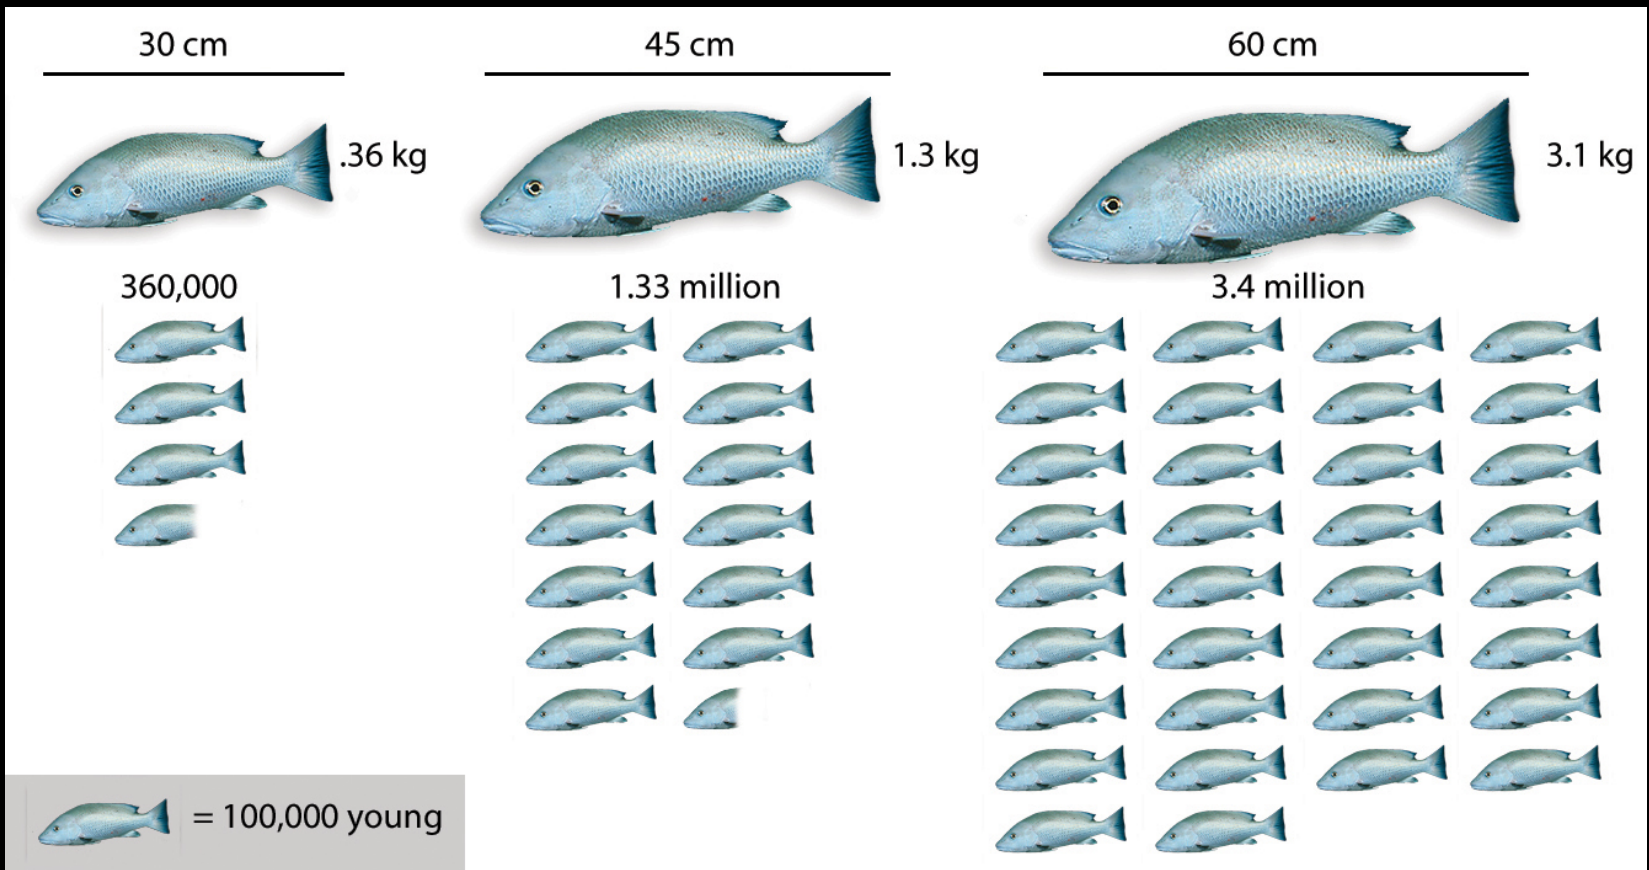 30 cm
45 cm
60 cm
.36 kg
1.3 kg
3.1 kg
360,000
1.33 million
3.4 million
= 100,000 young